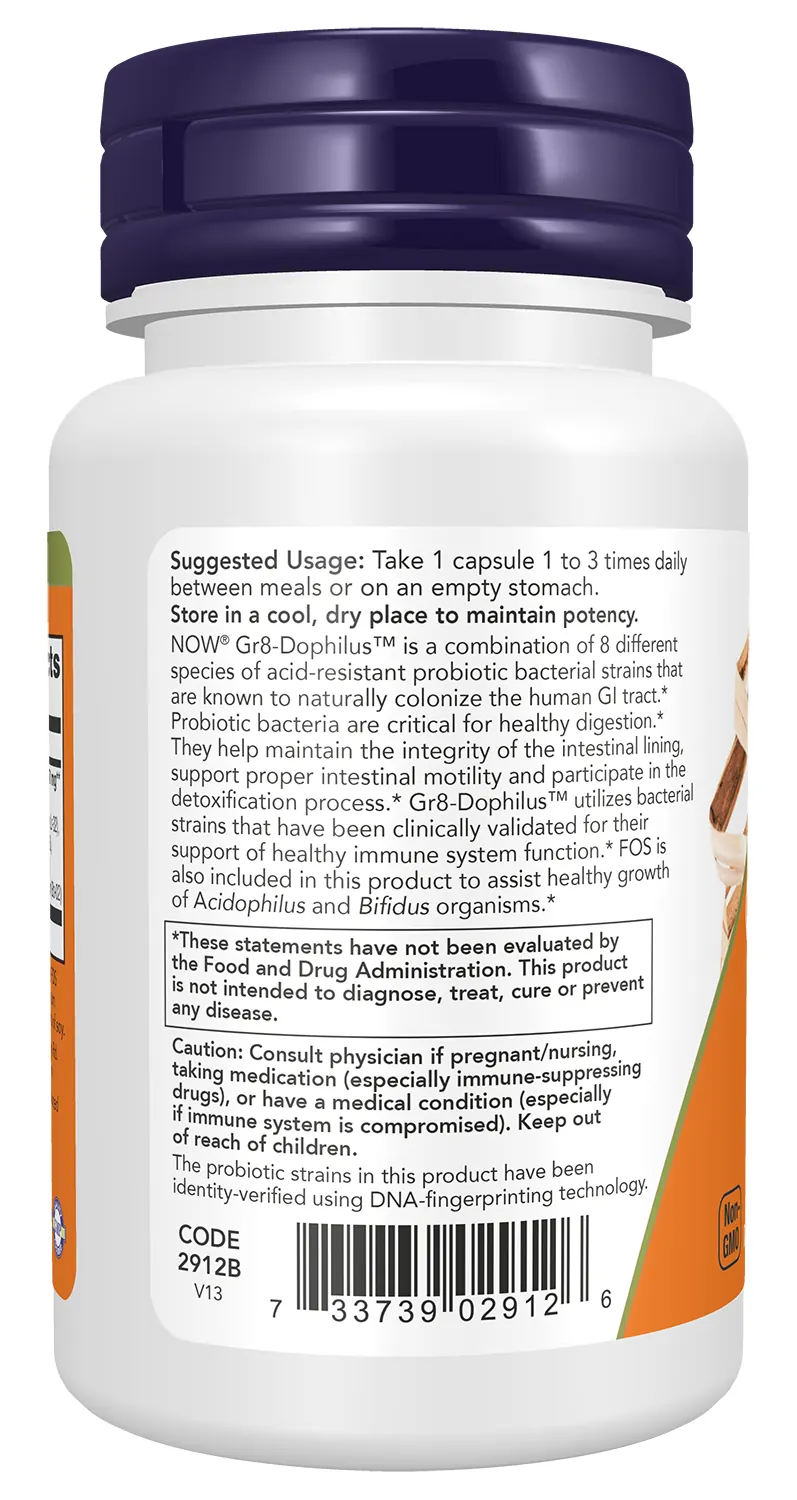 Suggested Usage: Take 1 capsule 1 to 3 times daily
between meals or on an empty stomach.
Store in a cool, dry place to maintain potency.
NOW® Gr8-Dophilus™ is a combination of 8 different
species of acid-resistant probiotic bacterial strains that
are known to naturally colonize the human GI tract.*
Probiotic bacteria are critical for healthy digestion.*
They help maintain the integrity of the intestinal lining,
support proper intestinal motility and participate in the
detoxification process.* Gr8-Dophilus™ utilizes bacterial
strains that have been clinically validated for their
support of healthy immune system function.* FOS is
also included in this product to assist healthy growth
of Acidophilus and Bifidus organisms.*
*These statements have not been evaluated by
the Food and Drug Administration. This product
is not intended to diagnose, treat, cure or prevent
any disease.
Caution: Consult physician if pregnant/nursing,
taking medication (especially immune-suppressing
drugs), or have a medical condition (especially
if immune system is compromised). Keep out
of reach of children.
The probiotic strains in this product have been
identity-verified using DNA-fingerprinting technology.
CODE
2912B
V13
7 33739 02912 6
Non-
GMO